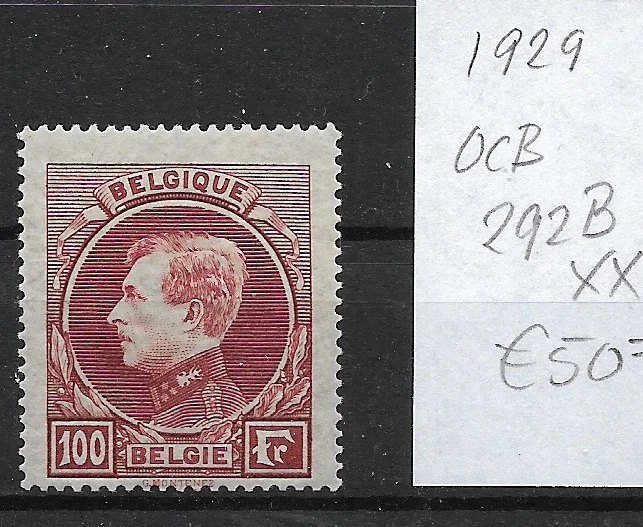 BELGIQUE
100 BELGIE Fr
G.MONTENEZ
1929
OCB
292B
XX
€50=